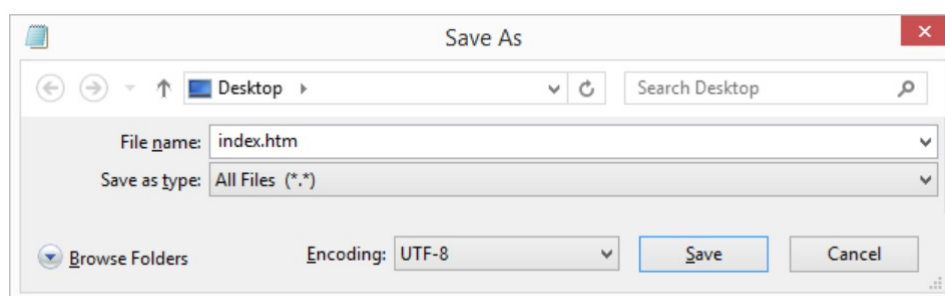 Save As
Desktop
Search Desktop
File name: index.htm
Save as type: All Files (*.*)
Browse Folders Encoding: UTF-8 Save Cancel